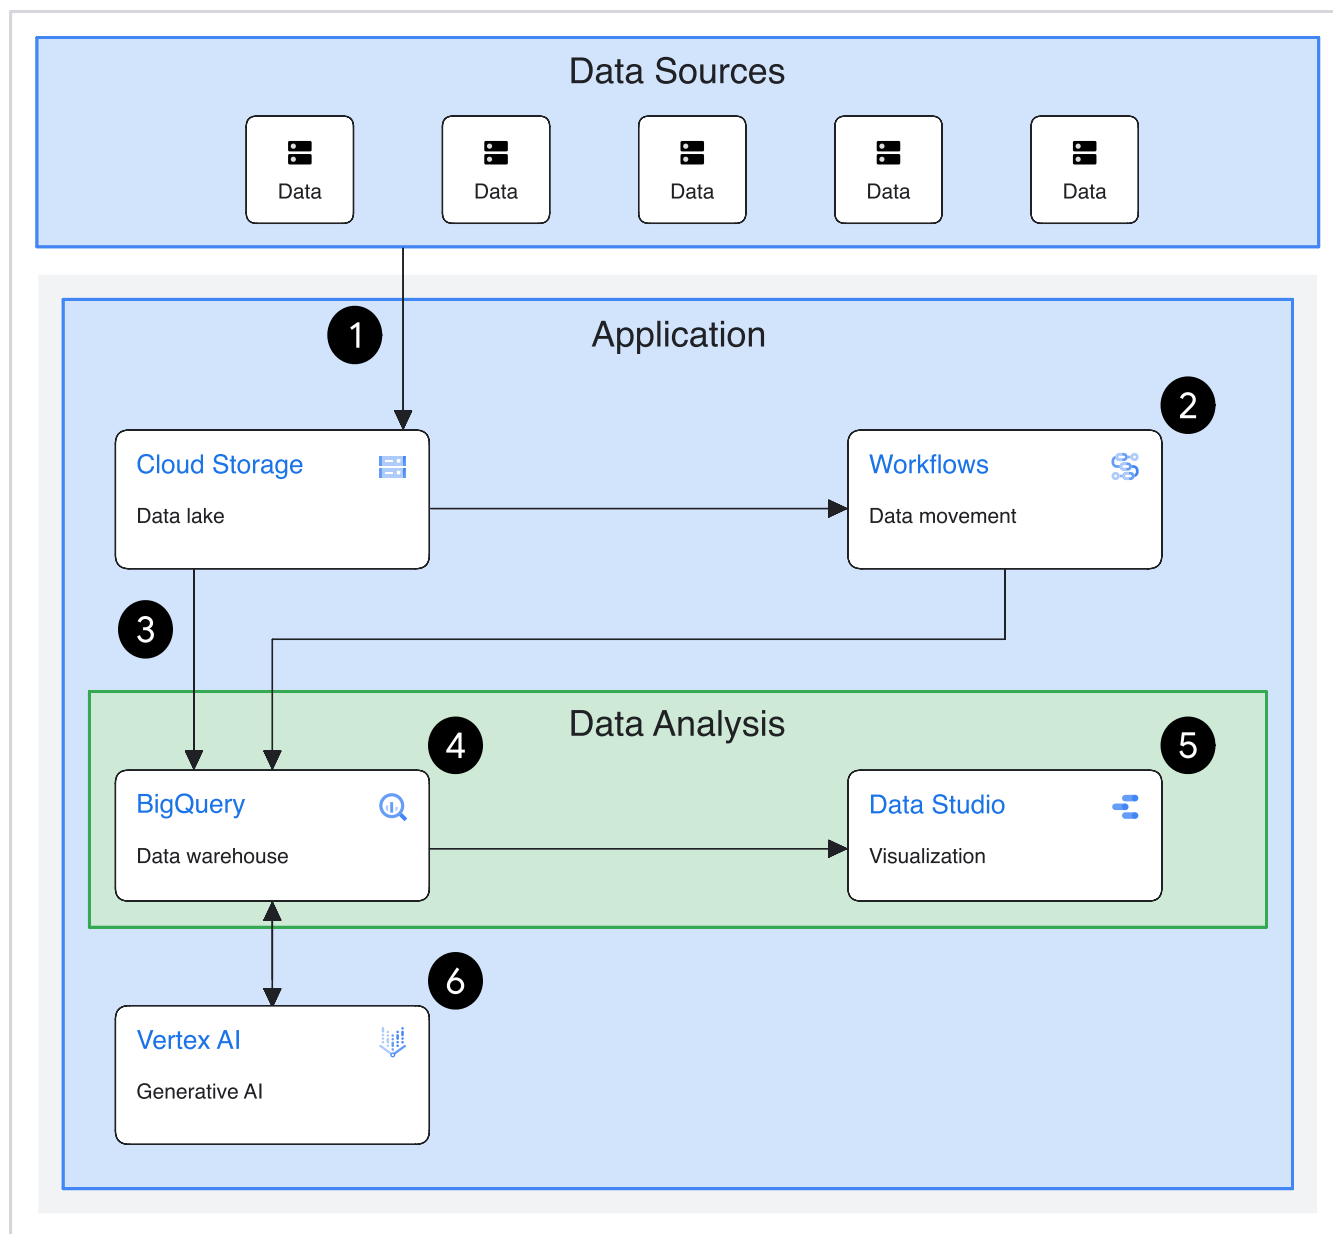 Data Sources
Data
Data
Data
Data
Data
1
Application
2
Cloud Storage
Data lake
Workflows
Data movement
3
Data Analysis
4
5
BigQuery
Data warehouse
Data Studio
Visualization
6
Vertex AI
Generative AI